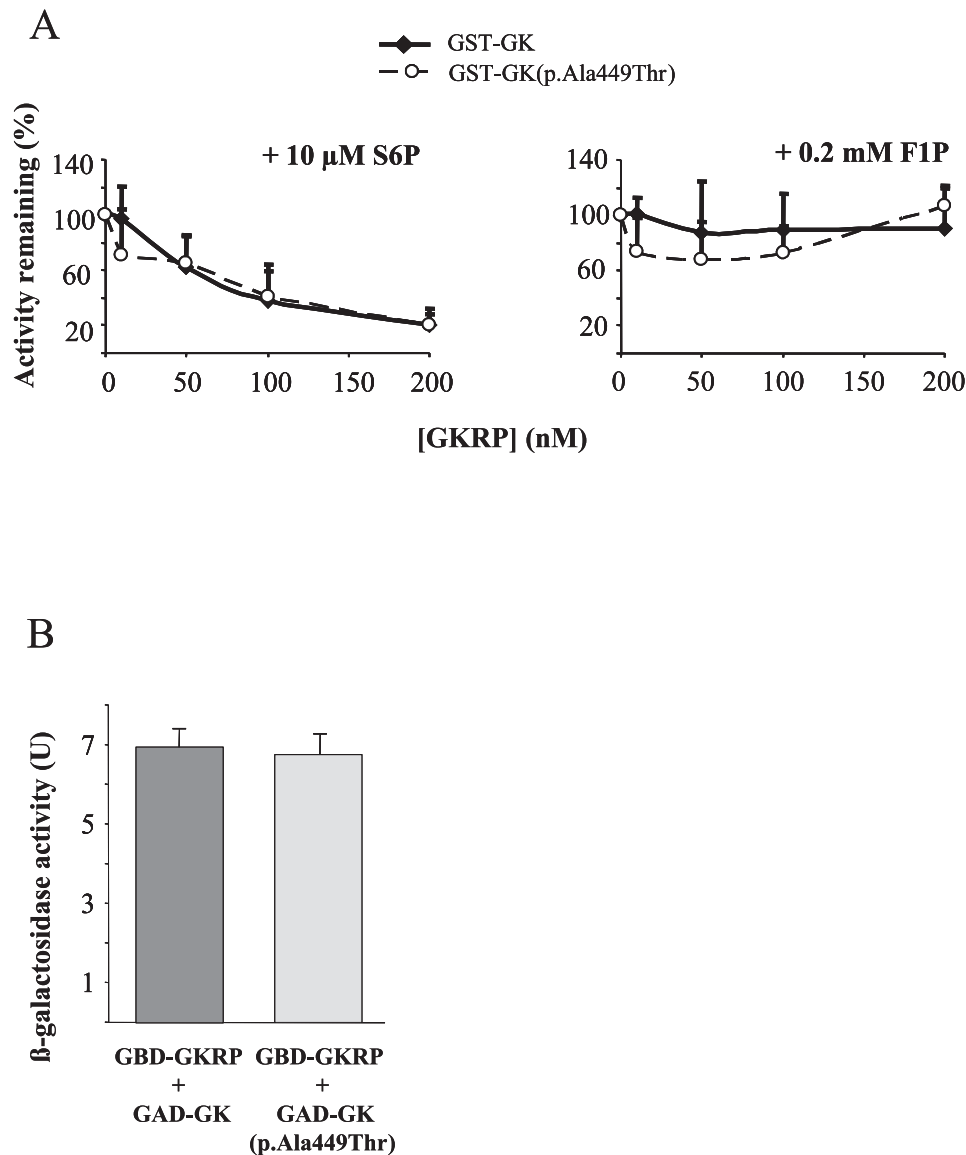 A
GST-GK
GST-GK(p.Ala449Thr)
Activity remaining (%)
+ 10 µM S6P
140
100
60
20
0 50 100 150 200
+ 0.2 mM F1P
140
100
60
20
0 50 100 150 200
[GKRP] (nM)
B
ß-galactosidase activity (U)
7
5
3
1
GBD-GKRP
+
GAD-GK
GBD-GKRP
+
GAD-GK
(p.Ala449Thr)